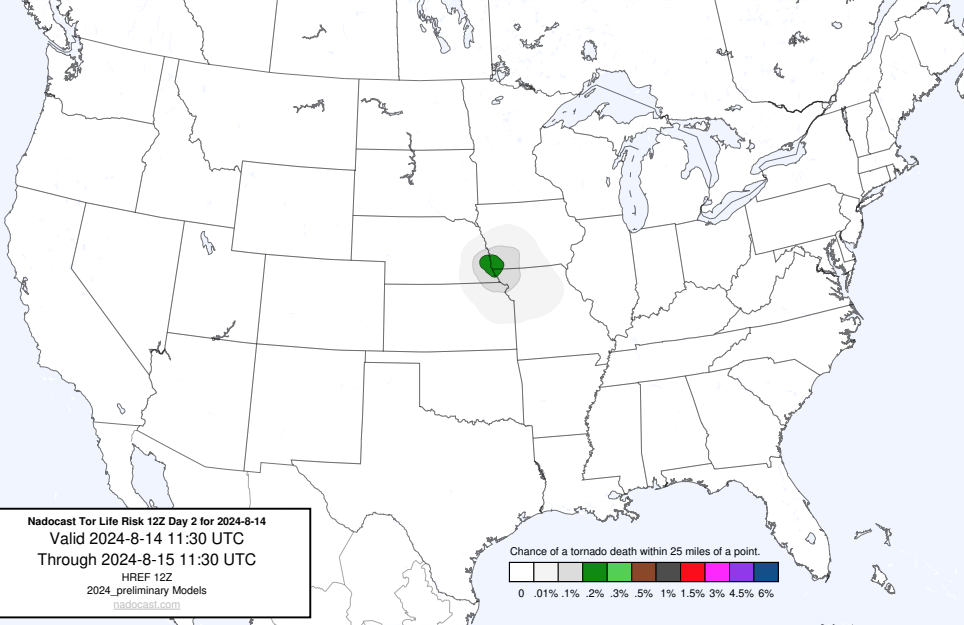 Nadocast Tor Life Risk 12Z Day 2 for 2024-8-14
Valid 2024-8-14 11:30 UTC
Through 2024-8-15 11:30 UTC
HREF 12Z
2024_preliminary Models
nadocast.com
Chance of a tornado death within 25 miles of a point.
0 .01% .1% .2% .3% .5% 1% 1.5% 3% 4.5% 6%